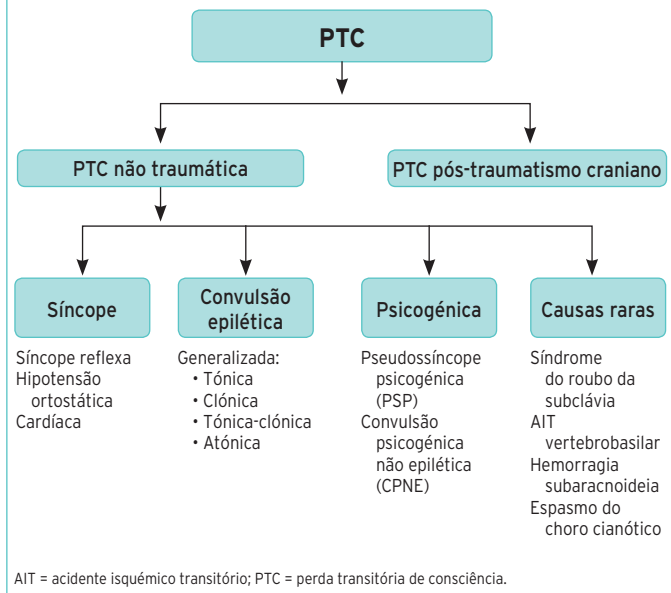 PTC
PTC não traumática
PTC pós-traumatismo craniano
Síncope
Síncope reflexa
Hipotensão
ortostática
Cardíaca
Convulsão
epilética
Generalizada:
• Tónica
• Clónica
• Tónica-clónica
• Atónica
Psicogénica
Pseudossíncope
psicogénica
(PSP)
Convulsão
psicogénica
não epilética
(CPNE)
Causas raras
Síndrome
do roubo da
subclávia
AIT
vertebrobasilar
Hemorragia
subaracnoideia
Espasmo do
choro cianótico
AIT = acidente isquémico transitório; PTC = perda transitória de consciência.